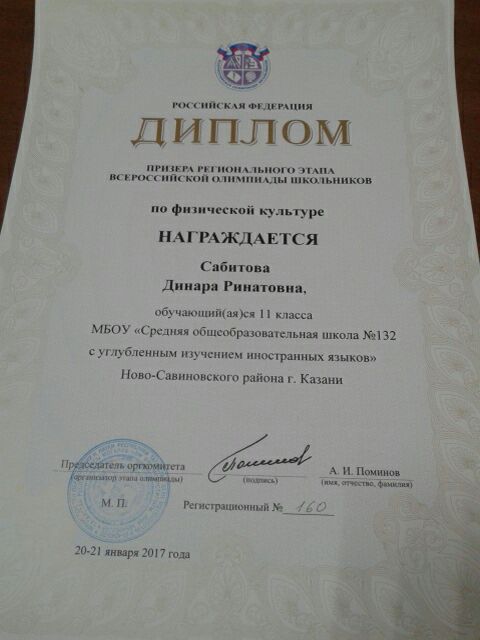 РОССИЙСКАЯ ФЕДЕРАЦИЯ
ДИПЛОМ
ПРИЗЕРА РЕГИОНАЛЬНОГО ЭТАПА
ВСЕРОССИЙСКОЙ ОЛИМПИАДЫ ШКОЛЬНИКОВ
по физической культуре
НАГРАЖДАЕТСЯ
Сабитова
Динара Ринатовна,
обучающий(ая)ся 11 класса
МБОУ «Средняя общеобразовательная школа №132
с углубленным изучением иностранных языков»
Ново-Савиновского района г. Казани
Председатель оргкомитета
(организатор этапа олимпиады)
(подпись)
А. И. Поминов
(имя, отчество, фамилия)
М. П.
Регистрационный № 160
20-21 января 2017 года